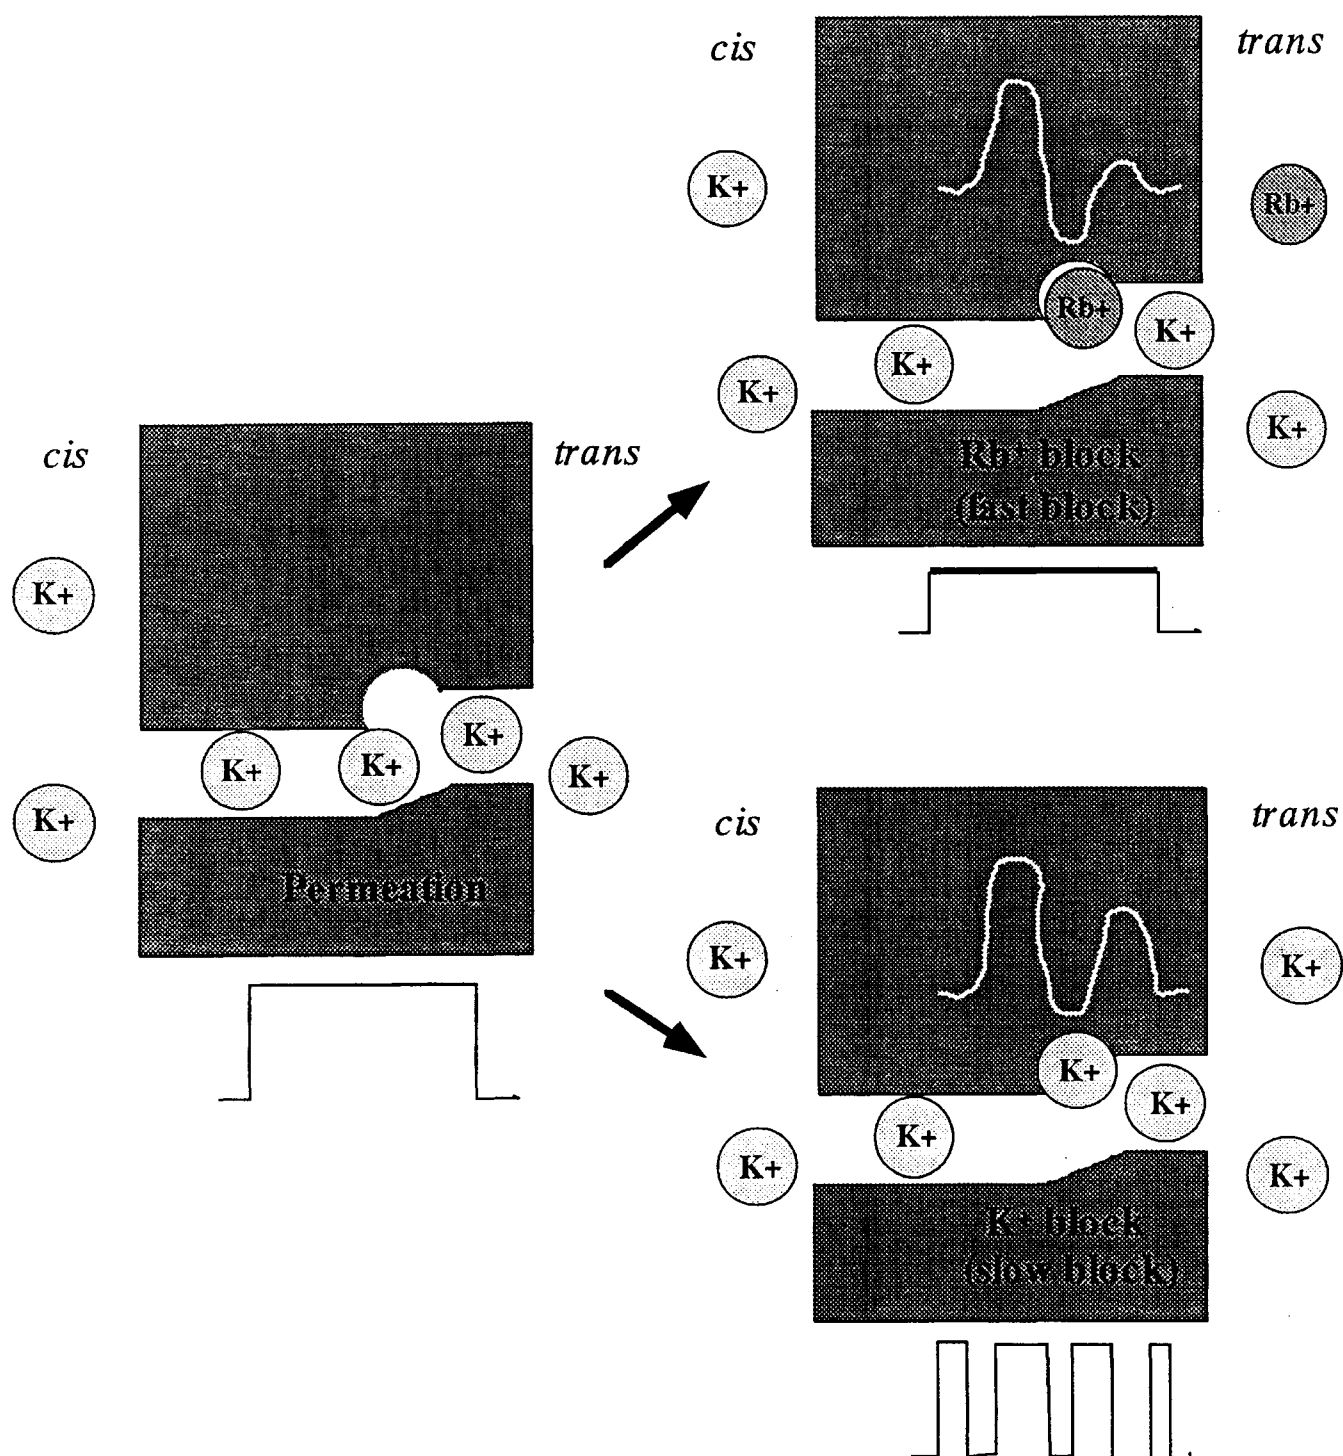 cis
trans
K+
Rb+
Rb+
K+
K+
K+
K+
Rb+ block
(fast block)
cis
trans
K+
K+
K+
K+
K+
K+
Permeation
cis
trans
K+
K+
K+
K+
K+
K+
K+
K+ block
(slow block)